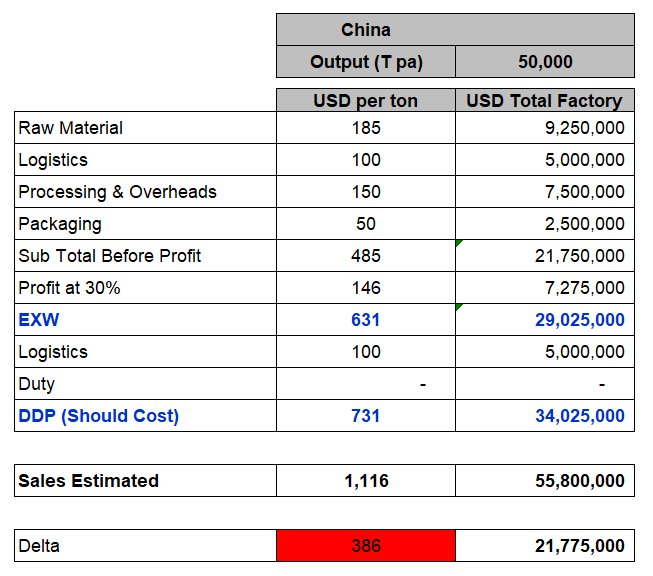 China
Output (T pa) 50,000
USD per ton USD Total Factory
Raw Material 185 9,250,000
Logistics 100 5,000,000
Processing & Overheads 150 7,500,000
Packaging 50 2,500,000
Sub Total Before Profit 485 21,750,000
Profit at 30% 146 7,275,000
EXW 631 29,025,000
Logistics 100 5,000,000
Duty - -
DDP (Should Cost) 731 34,025,000
Sales Estimated 1,116 55,800,000
Delta 386 21,775,000